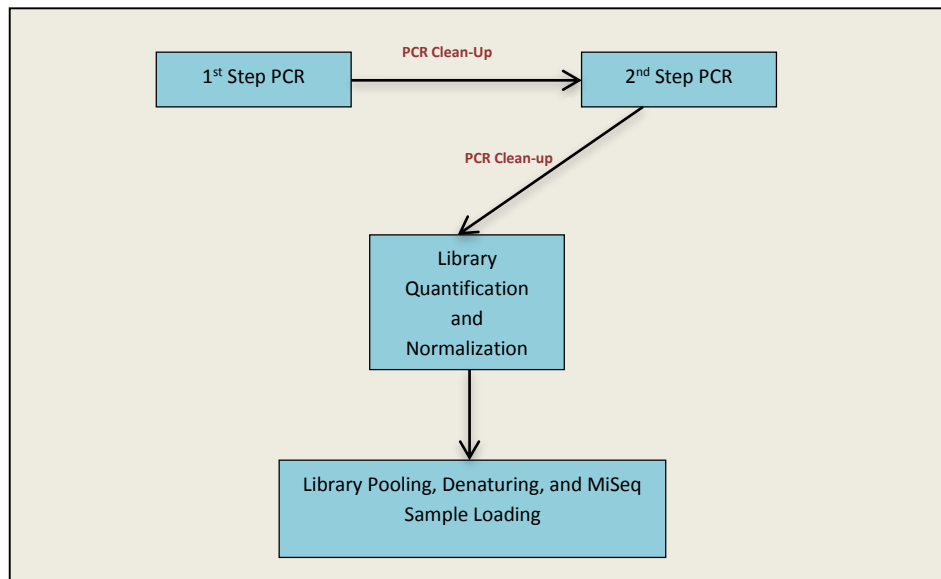 PCR Clean-Up
1st Step PCR
2nd Step PCR
PCR Clean-up
Library
Quantification
and
Normalization
Library Pooling, Denaturing, and MiSeq
Sample Loading